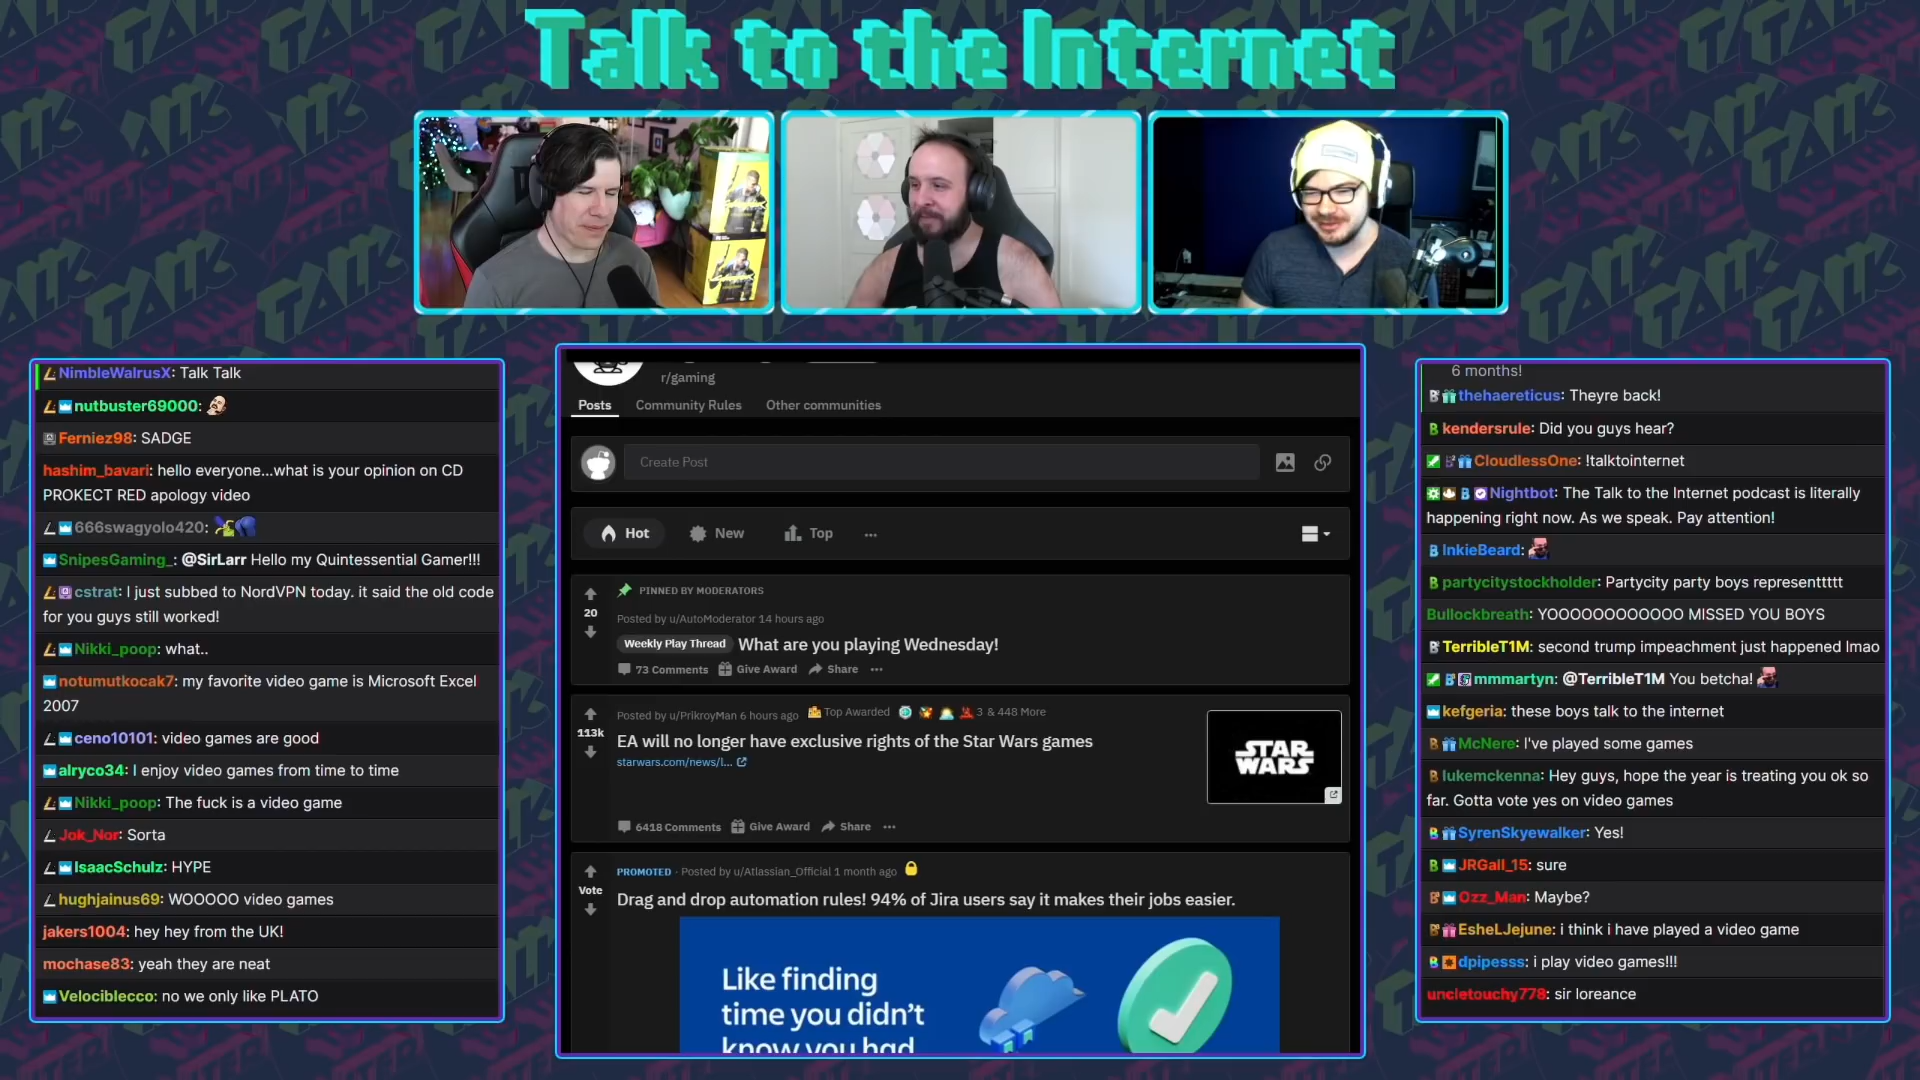 Talk to the Internet
NimbleWalrusX: Talk Talk
nutbuster69000:
Ferniez98: SADGE
hashim_bavari: hello everyone...what is your opinion on CD
PROKECT RED apology video
666swagyolo420:
SnipesGaming_: @SirLarr Hello my Quintessential Gamer!!!
cstrat: I just subbed to NordVPN today. it said the old code
for you guys still worked!
Nikki_poop: what..
notumutkocak7: my favorite video game is Microsoft Excel
2007
ceno10101: video games are good
alryco34: I enjoy video games from time to time
Nikki_poop: The fuck is a video game
Jok_Nor: Sorta
IsaacSchulz: HYPE
hughjainus69: WOOOOO video games
jakers1004: hey hey from the UK!
mochase83: yeah they are neat
Velociblecco: no we only like PLATO
r/gaming
Posts Community Rules Other communities
Create Post
Hot New Top ...
PINNED BY MODERATORS
20
Posted by u/AutoModerator 14 hours ago
Weekly Play Thread What are you playing Wednesday!
73 Comments Give Award Share ...
Posted by u/PrikroyMan 6 hours ago Top Awarded 3 & 448 More
113k
EA will no longer have exclusive rights of the Star Wars games
starwars.com/news/l...
STAR
WARS
6418 Comments Give Award Share ...
PROMOTED · Posted by u/Atlassian_Official 1 month ago
Vote
Drag and drop automation rules! 94% of Jira users say it makes their jobs easier.
Like finding
time you didn't
know you had
6 months!
thehaereticus: Theyre back!
kendersrule: Did you guys hear?
CloudlessOne: !talktointernet
Nightbot: The Talk to the Internet podcast is literally
happening right now. As we speak. Pay attention!
InkieBeard:
partycitystockholder: Partycity party boys representtttt
Bullockbreath: YOOOOOOOOOOO MISSED YOU BOYS
TerribleT1M: second trump impeachment just happened lmao
mmmartyn: @TerribleT1M You betcha!
kefgeria: these boys talk to the internet
McNere: I've played some games
lukemckenna: Hey guys, hope the year is treating you ok so
far. Gotta vote yes on video games
SyrenSkyewalker: Yes!
JRGall_15: sure
Ozz_Man: Maybe?
EsheLJejune: i think i have played a video game
dpipesss: i play video games!!!
uncletouchy778: sir loreance